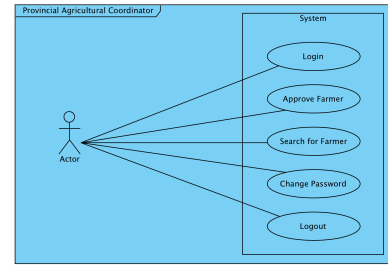 Provincial Agricultural Coordinator
System
Login
Approve Farmer
Search for Farmer
Actor
Change Password
Logout